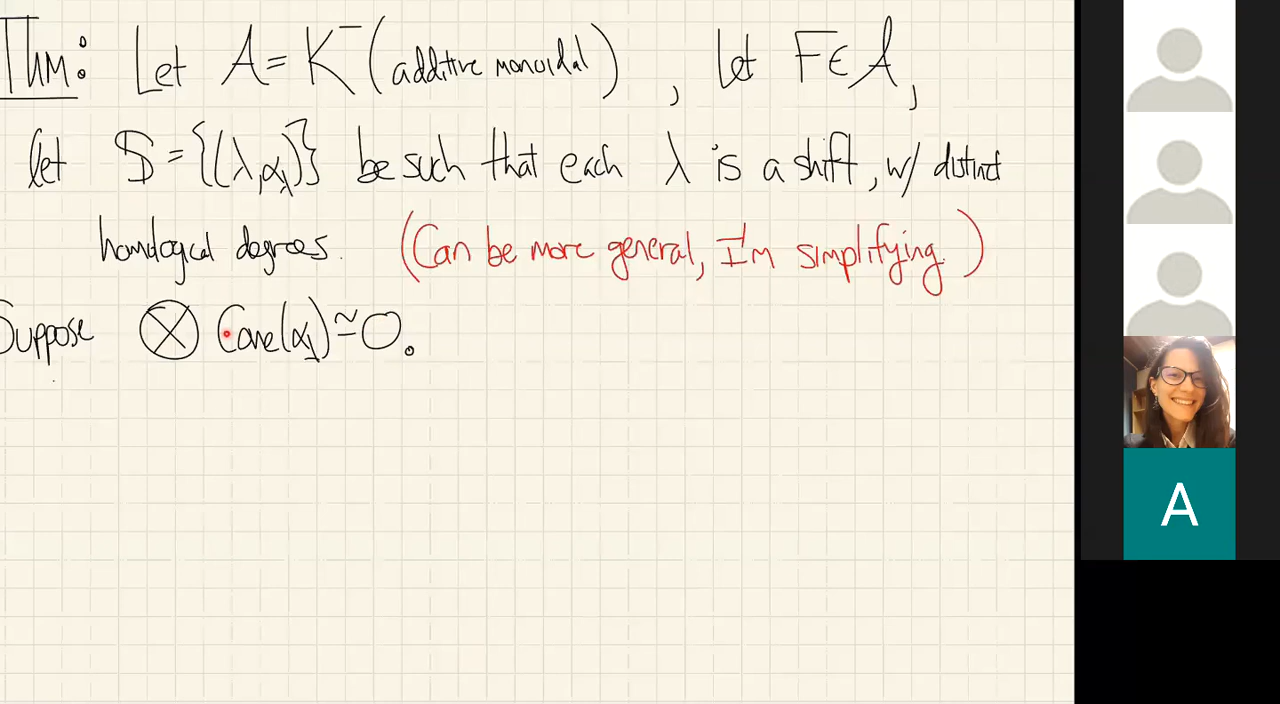 Thm: Let A = K⁻(additive monoidal), let F ∈ A,
let S = {(λ, α_λ)} be such that each λ is a shift, w/ distinct
homological degrees. (Can be more general, I'm simplifying.)
Suppose ⊗ Cone(α_λ) ≃ 0.
A